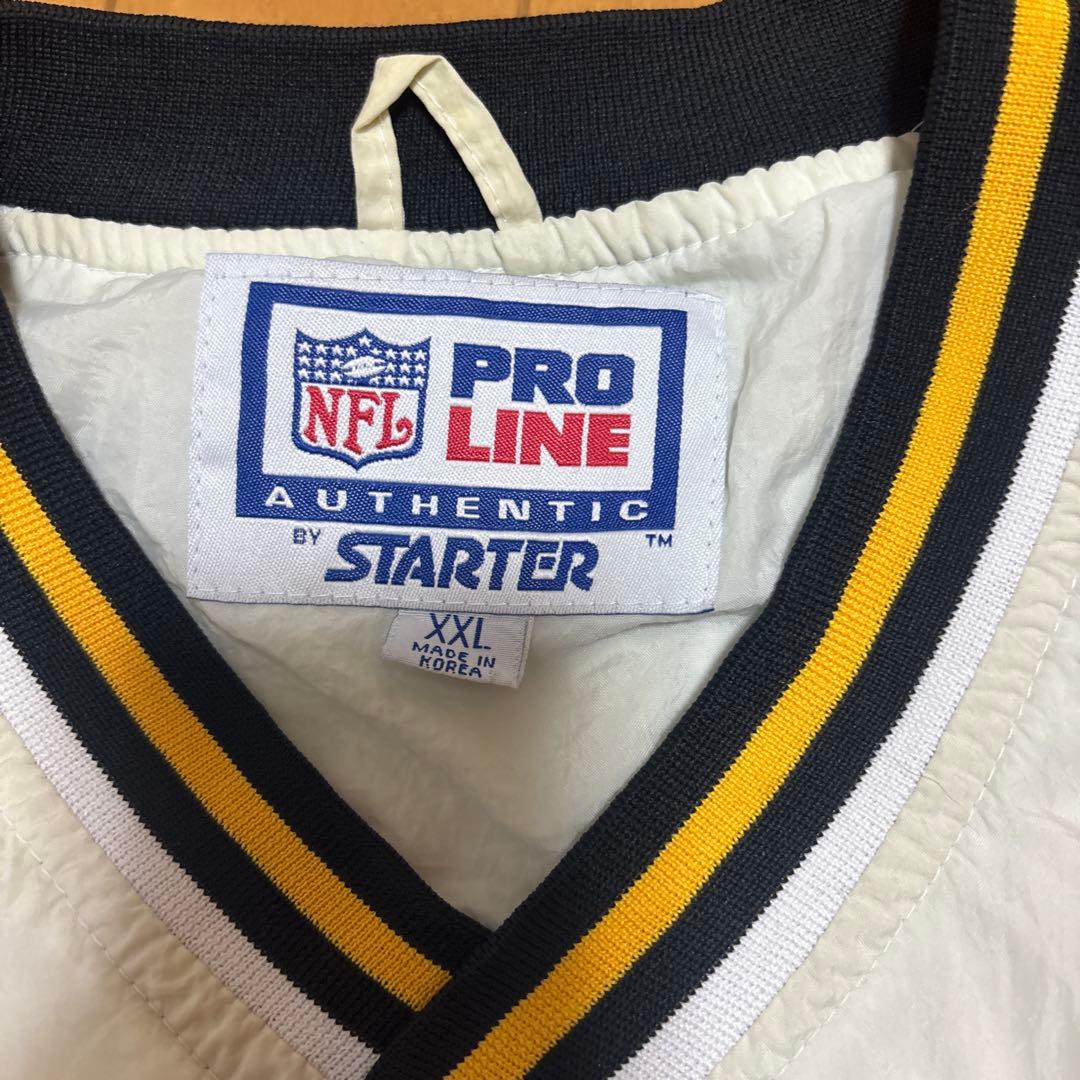 NFL
PRO
LINE
AUTHENTIC
BY STARTER ™
XXL
MADE IN
KOREA